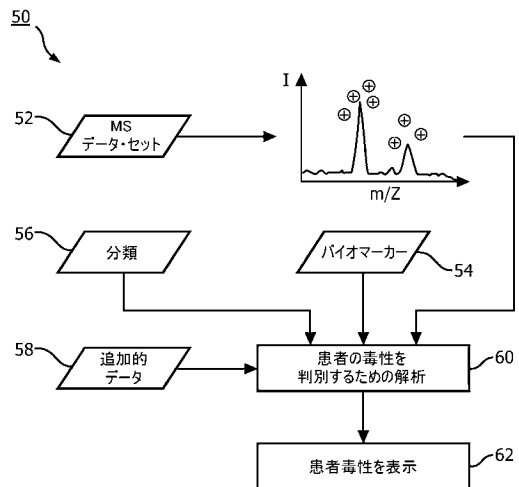 50
52
MS
データ・セット
I
m/Z
56
分類
バイオマーカー
54
58
追加的
データ
患者の毒性を
判別するための解析
60
患者毒性を表示
62